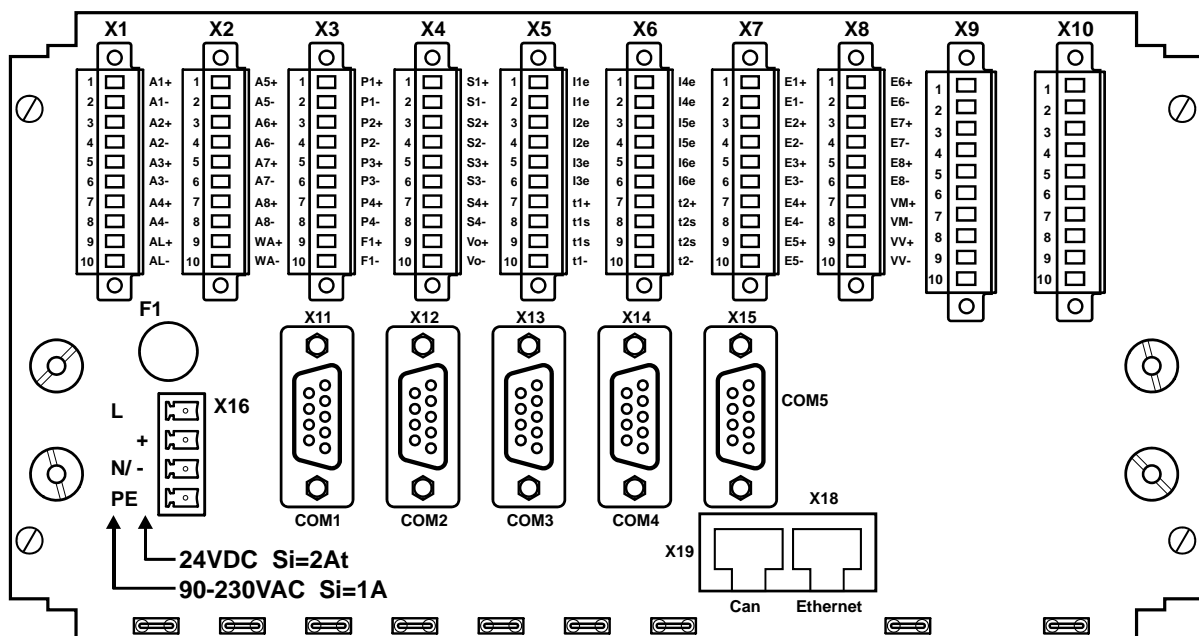 X1 X2 X3 X4 X5 X6 X7 X8 X9 X10
1 A1+ 1 A5+ 1 P1+ 1 S1+ 1 I1e 1 I4e 1 E1+ 1 E6+ 1 1
2 A1- 2 A5- 2 P1- 2 S1- 2 I1e 2 I4e 2 E1- 2 E6- 2 2
3 A2+ 3 A6+ 3 P2+ 3 S2+ 3 I2e 3 I5e 3 E2+ 3 E7+ 3 3
4 A2- 4 A6- 4 P2- 4 S2- 4 I2e 4 I5e 4 E2- 4 E7- 4 4
5 A3+ 5 A7+ 5 P3+ 5 S3+ 5 I3e 5 I6e 5 E3+ 5 E8+ 5 5
6 A3- 6 A7- 6 P3- 6 S3- 6 I3e 6 I6e 6 E3- 6 E8- 6 6
7 A4+ 7 A8+ 7 P4+ 7 S4+ 7 t1+ 7 t2+ 7 E4+ 7 VM+ 7 7
8 A4- 8 A8- 8 P4- 8 S4- 8 t1s 8 t2s 8 E4- 8 VM- 8 8
9 AL+ 9 WA+ 9 F1+ 9 Vo+ 9 t1s 9 t2s 9 E5+ 9 VV+ 9 9
10 AL- 10 WA- 10 F1- 10 Vo- 10 t1- 10 t2- 10 E5- 10 VV- 10 10
F1 X11 X12 X13 X14 X15
L X16 COM5
+
N/ -
PE
COM1 COM2 COM3 COM4 X18
X19
24VDC Si=2At
90-230VAC Si=1A
Can Ethernet